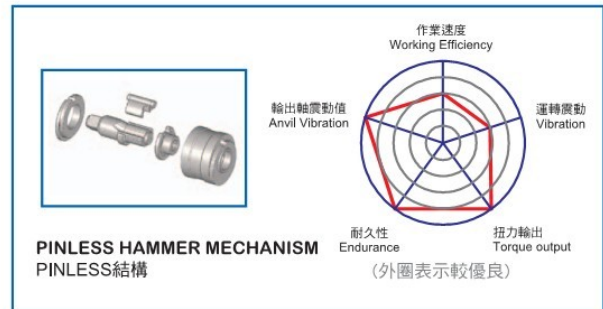 作業速度
Working Efficiency
輸出軸震動值
Anvil Vibration
運轉震動
Vibration
耐久性
Endurance
扭力輸出
Torque output
(外圈表示較優良)
PINLESS HAMMER MECHANISM
PINLESS結構